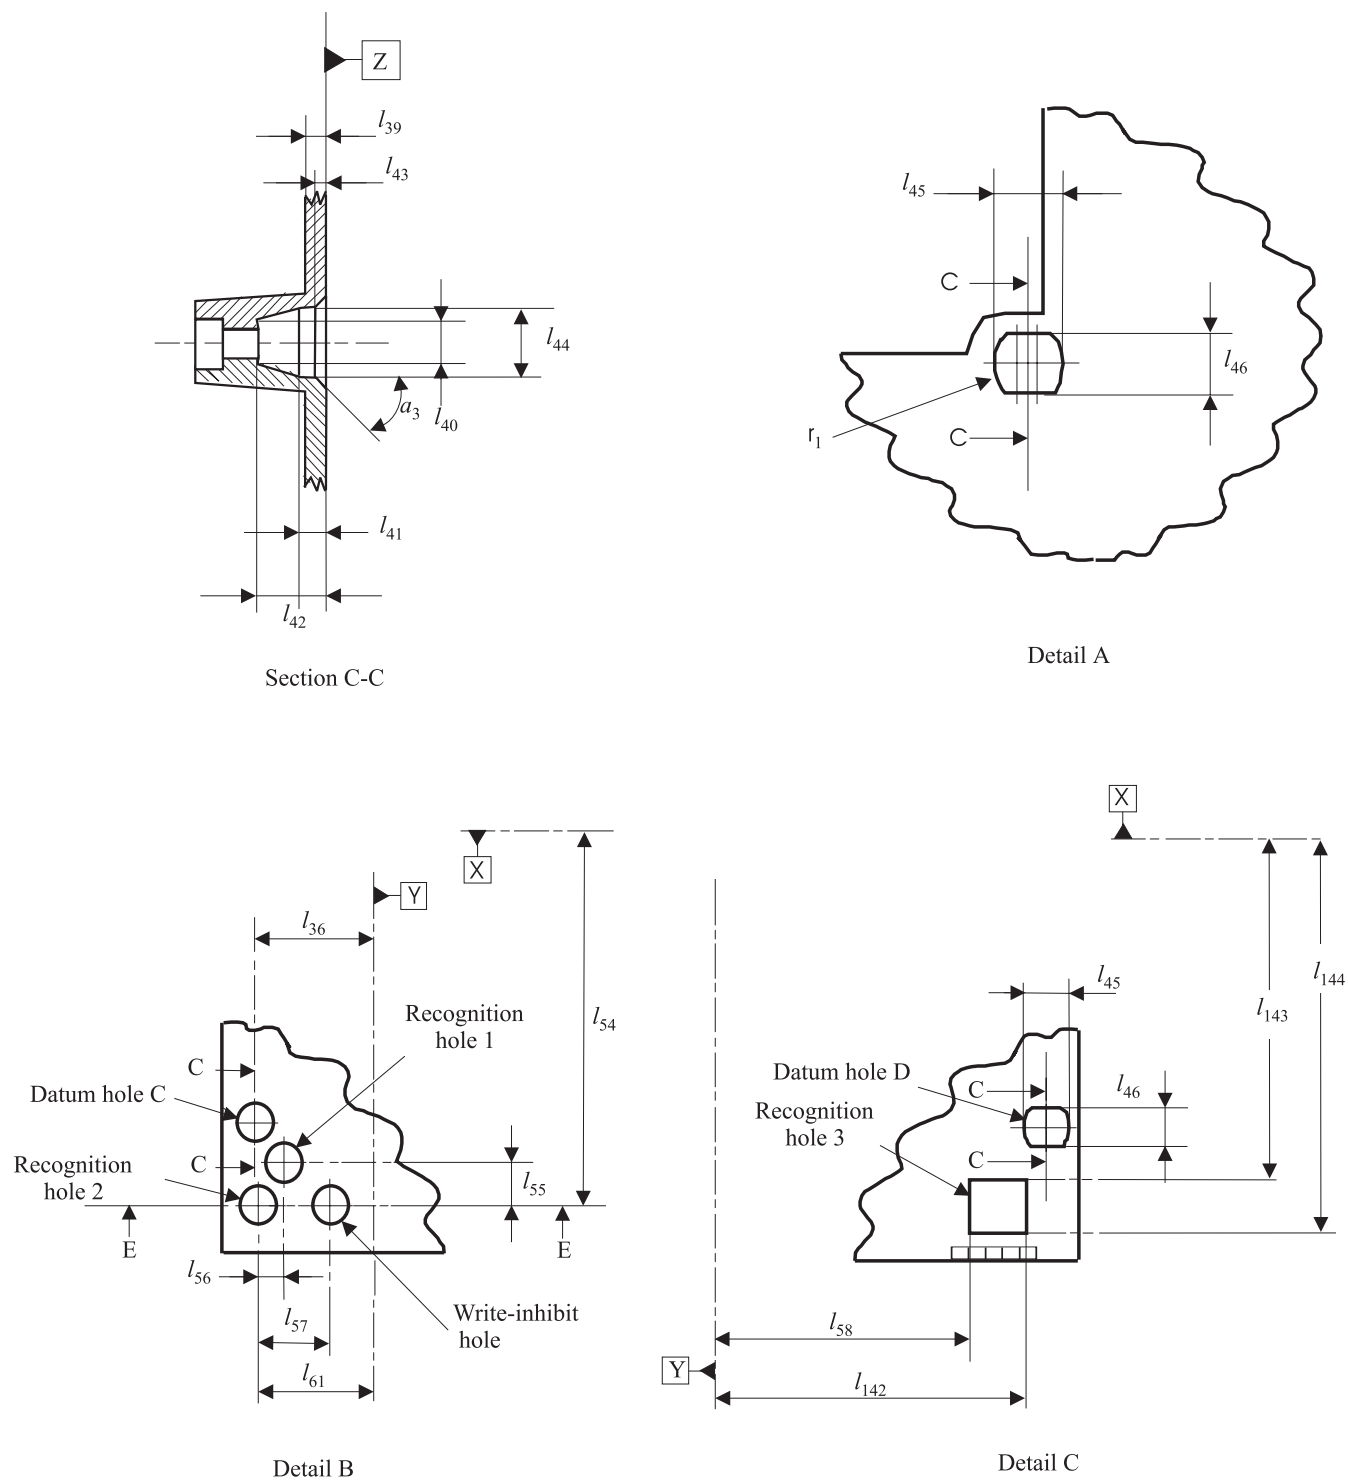 Z
l39
l43
l44
a3
l40
l41
l42
Section C-C
l45
C
l46
r1
C
Detail A
X
Y
l36
Recognition
hole 1
l54
C
Datum hole C
C
Recognition
hole 2
l55
E
E
l56
l57
Write-inhibit
hole
l61
Detail B
X
l144
l45
l143
Datum hole D
C
l46
Recognition
hole 3
C
l58
Y
l142
Detail C